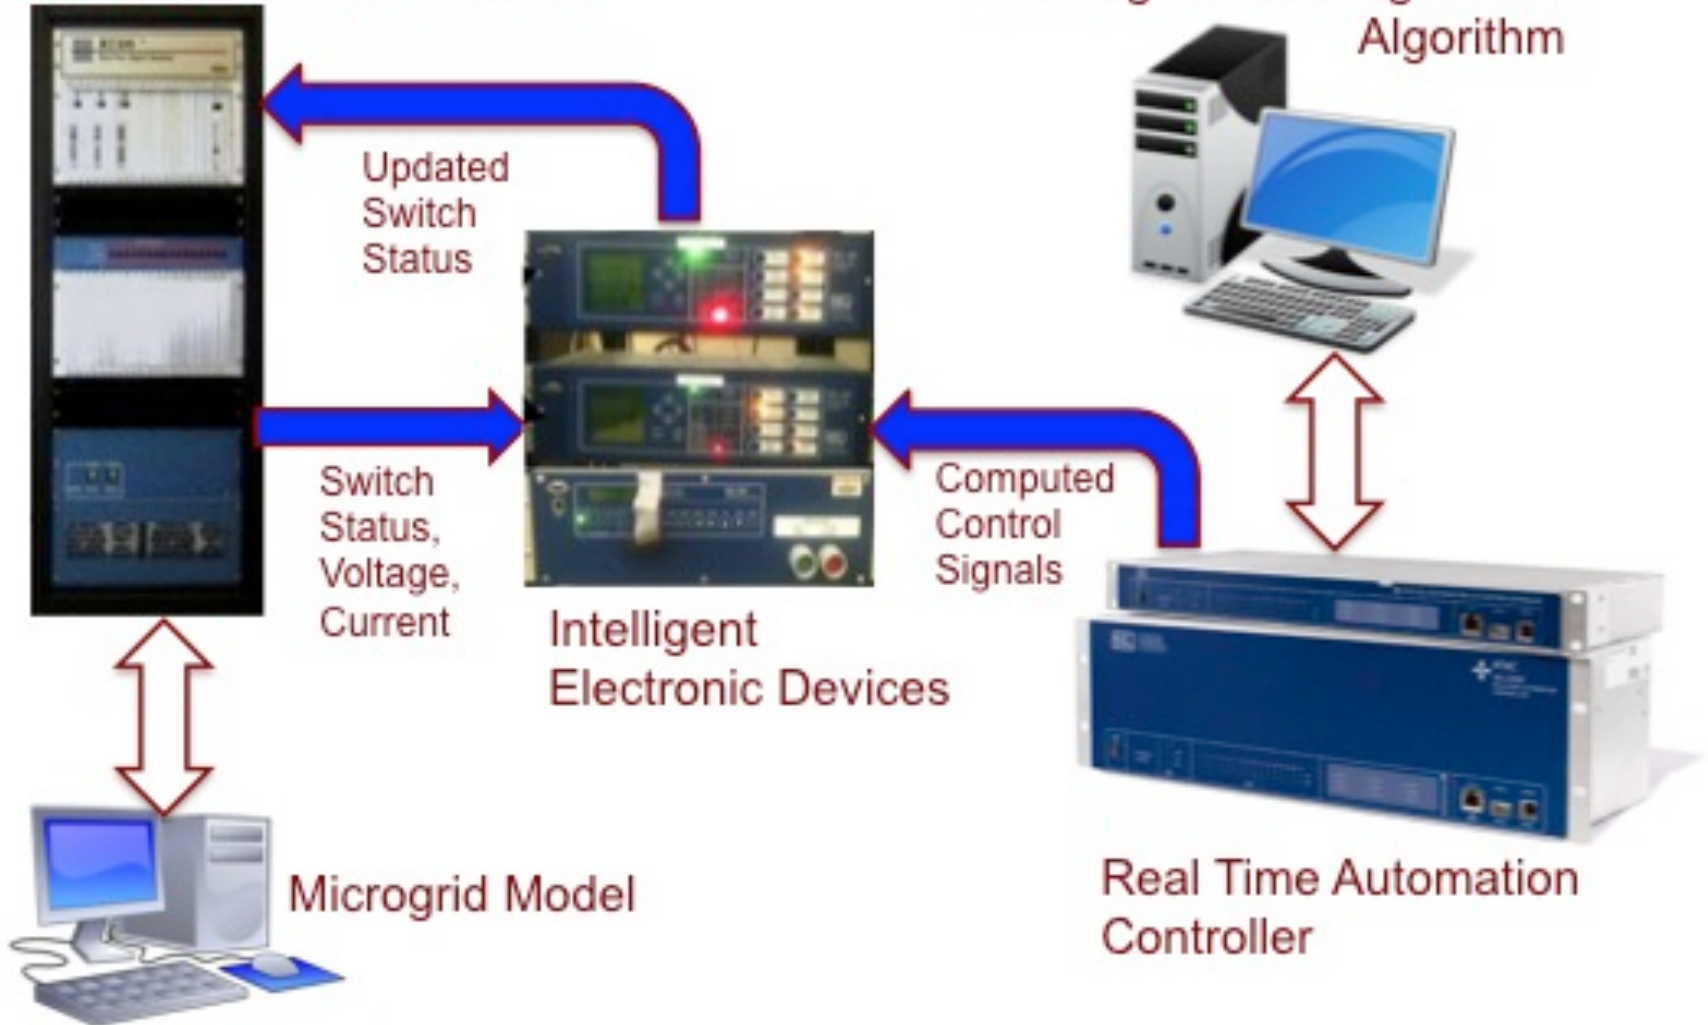 Algorithm
Updated
Switch
Status
Switch
Status,
Voltage,
Current
Computed
Control
Signals
Intelligent
Electronic Devices
Microgrid Model
Real Time Automation
Controller